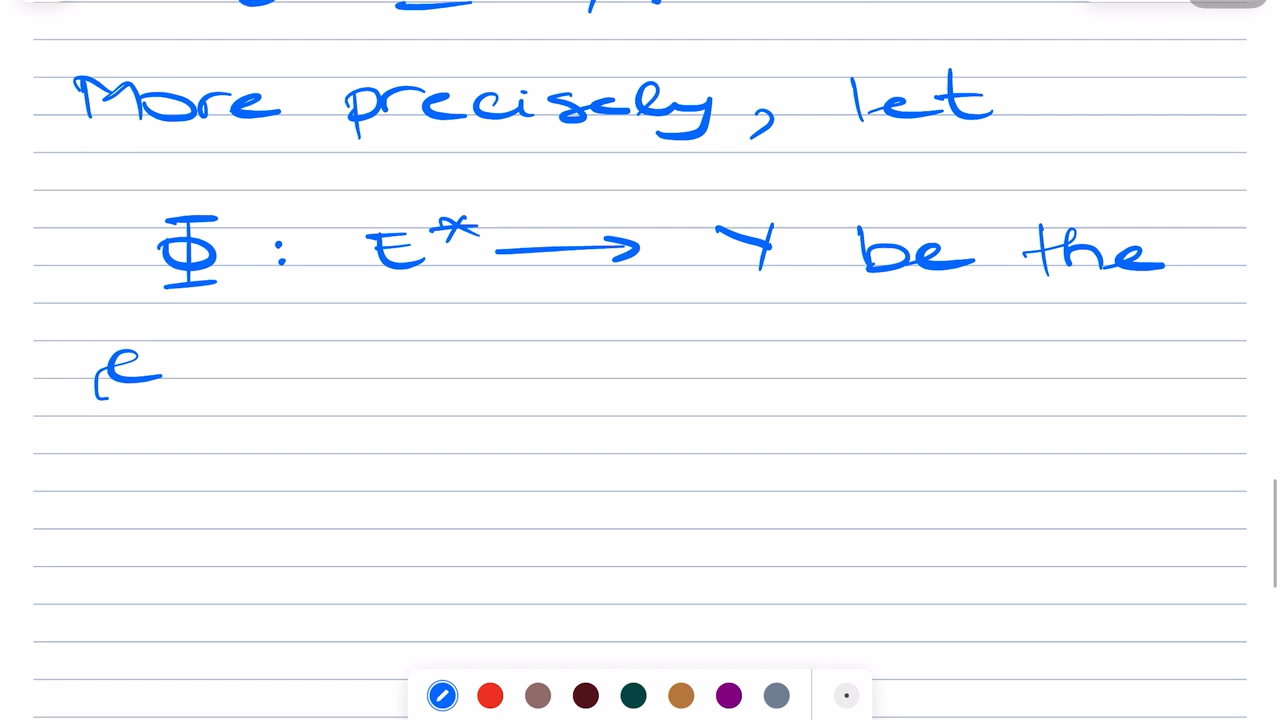 More precisely, let
Φ : E* ⟶ Y be the